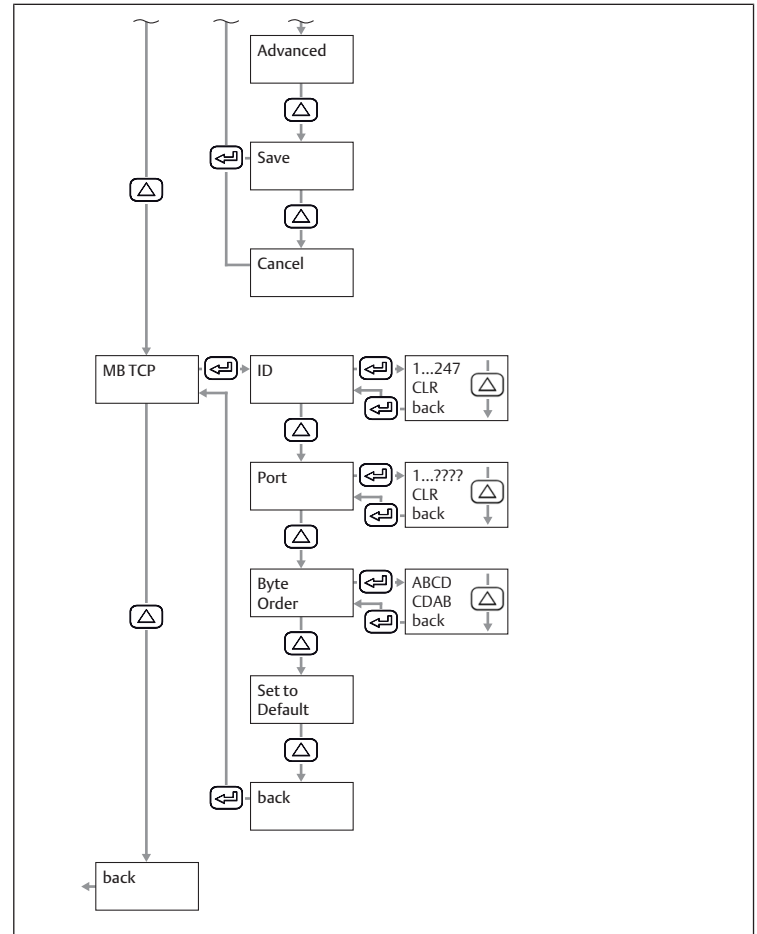 Advanced
Save
Cancel
MB TCP
ID
1...247
CLR
back
Port
1...????
CLR
back
Byte
Order
ABCD
CDAB
back
Set to
Default
back
back